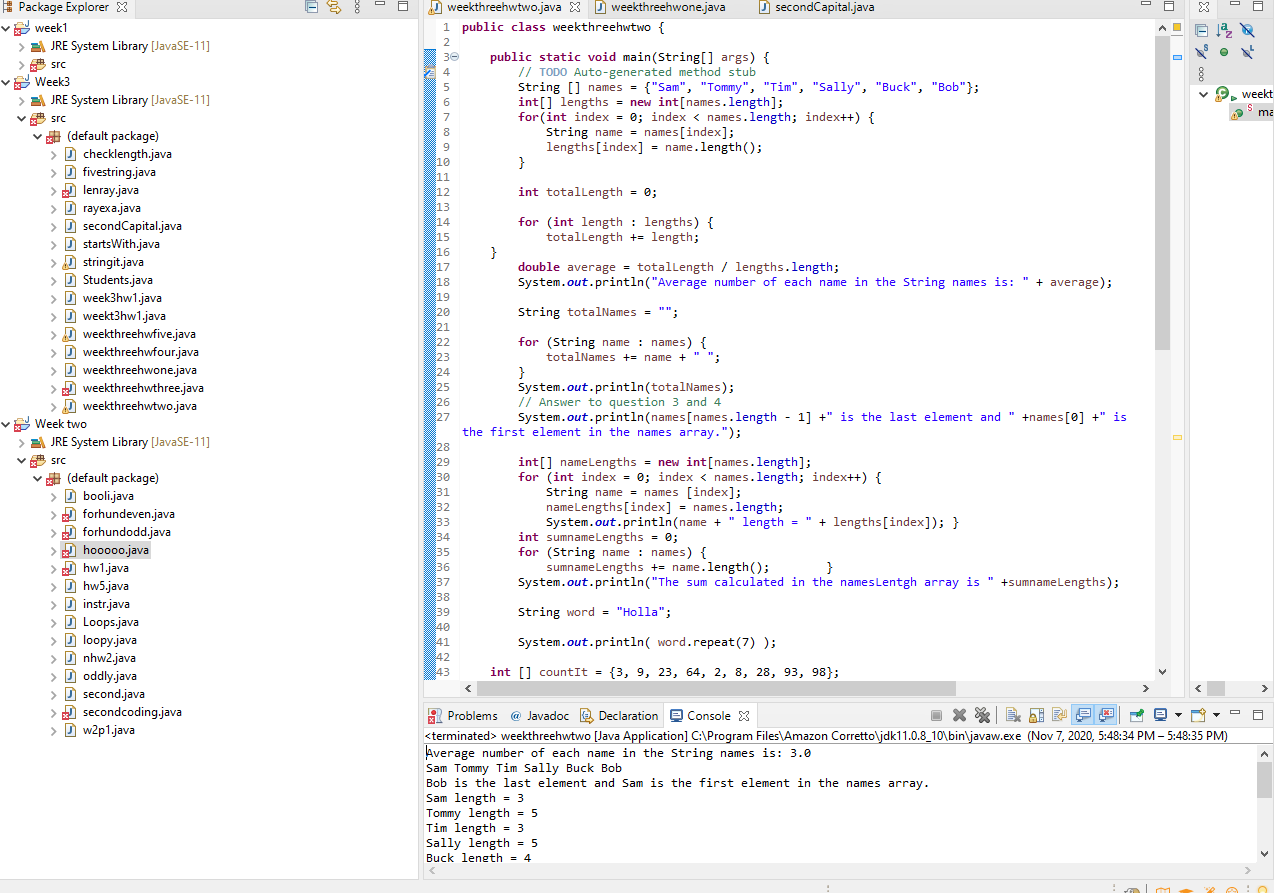 Package Explorer
week1
JRE System Library [JavaSE-11]
src
Week3
JRE System Library [JavaSE-11]
src
(default package)
checklength.java
fivestring.java
lenray.java
rayexa.java
secondCapital.java
startsWith.java
stringit.java
Students.java
week3hw1.java
weekt3hw1.java
weekthreehwfive.java
weekthreehwfour.java
weekthreehwone.java
weekthreehwthree.java
weekthreehwtwo.java
Week two
JRE System Library [JavaSE-11]
src
(default package)
booli.java
forhundeven.java
forhundodd.java
hooooo.java
hw1.java
hw5.java
instr.java
Loops.java
loopy.java
nhw2.java
oddly.java
second.java
secondcoding.java
w2p1.java
weekthreehwtwo.java weekthreehwone.java secondCapital.java
1 public class weekthreehwtwo {
2
3 public static void main(String[] args) {
4 // TODO Auto-generated method stub
5 String [] names = {"Sam", "Tommy", "Tim", "Sally", "Buck", "Bob"};
6 int[] lengths = new int[names.length];
7 for(int index = 0; index < names.length; index++) {
8 String name = names[index];
9 lengths[index] = name.length();
10 }
11
12 int totalLength = 0;
13
14 for (int length : lengths) {
15 totalLength += length;
16 }
17 double average = totalLength / lengths.length;
18 System.out.println("Average number of each name in the String names is: " + average);
19
20 String totalNames = "";
21
22 for (String name : names) {
23 totalNames += name + " ";
24 }
25 System.out.println(totalNames);
26 // Answer to question 3 and 4
27 System.out.println(names[names.length - 1] +" is the last element and " +names[0] +" is
the first element in the names array.");
28
29 int[] nameLengths = new int[names.length];
30 for (int index = 0; index < names.length; index++) {
31 String name = names [index];
32 nameLengths[index] = names.length;
33 System.out.println(name + " length = " + lengths[index]); }
34 int sumnameLengths = 0;
35 for (String name : names) {
36 sumnameLengths += name.length(); }
37 System.out.println("The sum calculated in the namesLentgh array is " +sumnameLengths);
38
39 String word = "Holla";
40
41 System.out.println( word.repeat(7) );
42
43 int [] countIt = {3, 9, 23, 64, 2, 8, 28, 93, 98};
weekt
ma
Problems @ Javadoc Declaration Console
<terminated> weekthreehwtwo [Java Application] C:\Program Files\Amazon Corretto\jdk11.0.8_10\bin\javaw.exe (Nov 7, 2020, 5:48:34 PM – 5:48:35 PM)
Average number of each name in the String names is: 3.0
Sam Tommy Tim Sally Buck Bob
Bob is the last element and Sam is the first element in the names array.
Sam length = 3
Tommy length = 5
Tim length = 3
Sally length = 5
Buck length = 4